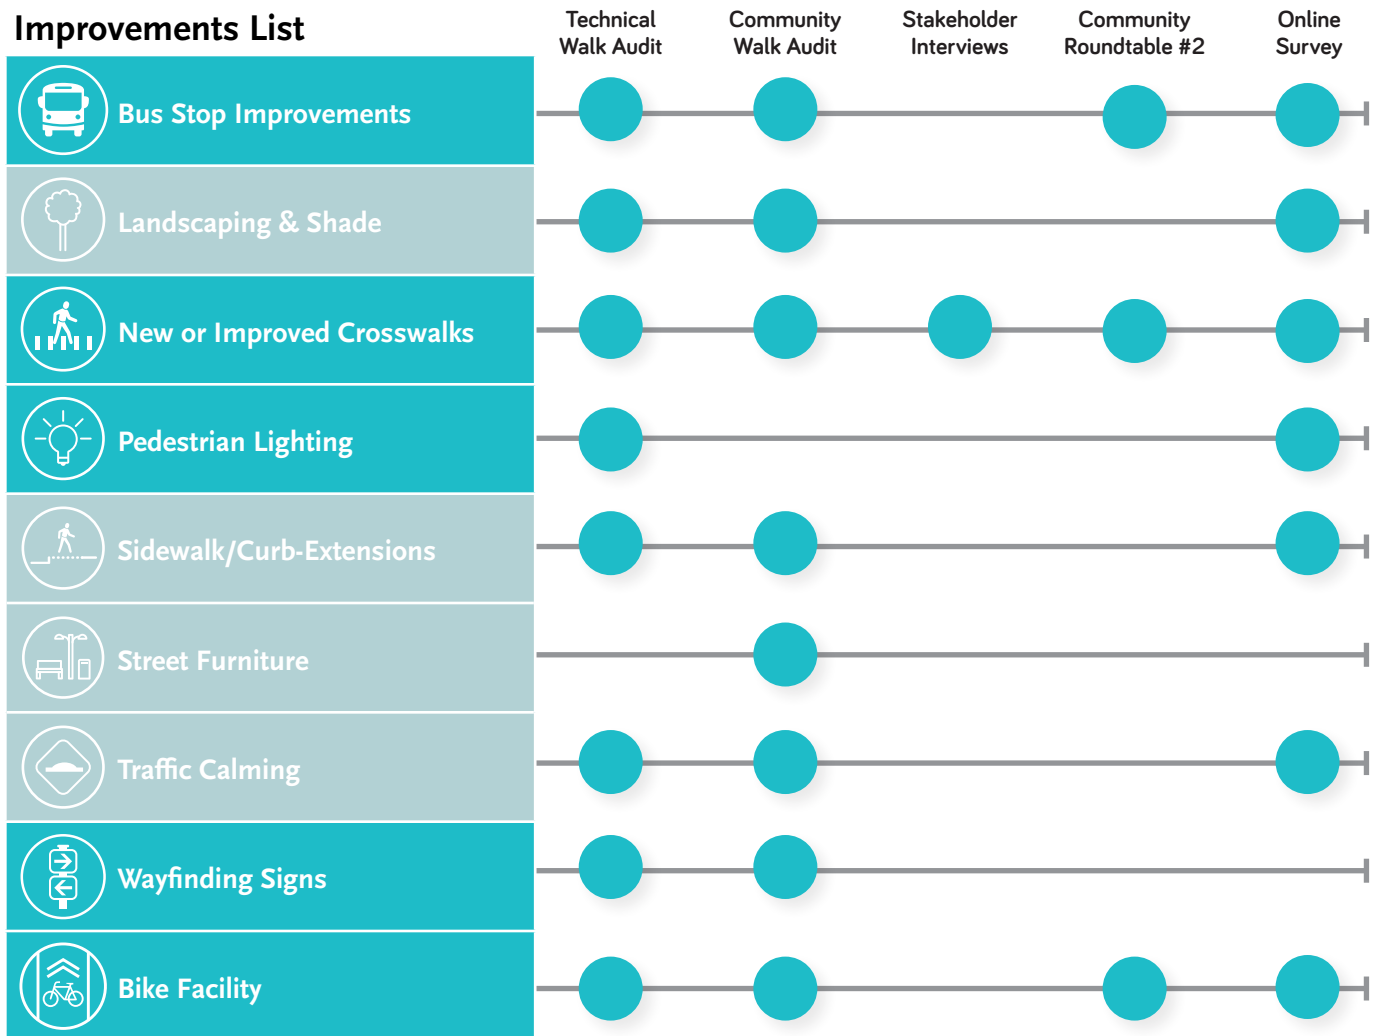 Improvements List
Technical
Walk Audit
Community
Walk Audit
Stakeholder
Interviews
Community
Roundtable #2
Online
Survey
Bus Stop Improvements
Landscaping & Shade
New or Improved Crosswalks
Pedestrian Lighting
Sidewalk/Curb-Extensions
Street Furniture
Traffic Calming
Wayfinding Signs
Bike Facility